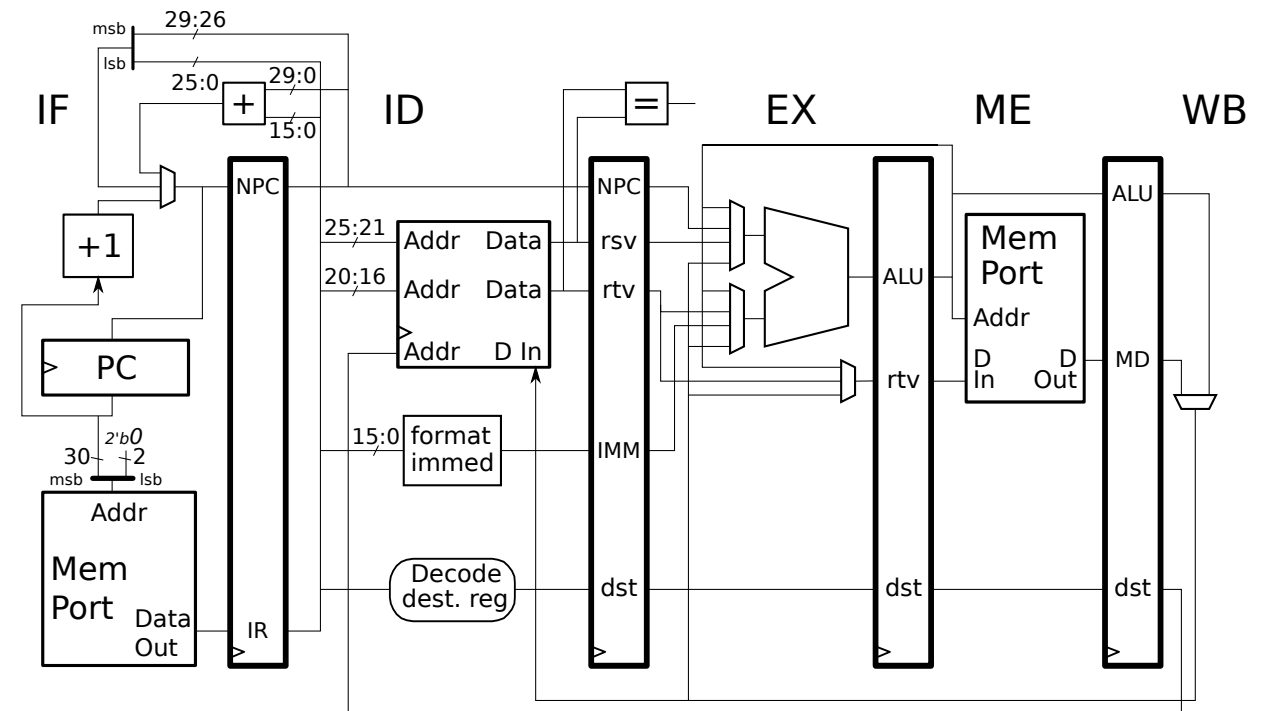 29:26
msb
lsb
25:0
29:0
15:0
+
=
IF
ID
EX
ME
WB
NPC
NPC
+1
25:21
Addr
Data
rsv
20:16
Addr
Data
rtv
Addr
D In
ALU
ALU
Mem
Port
Addr
D
In
D
Out
rtv
MD
PC
2'b0
30
2
msb
lsb
15:0
format
immed
IMM
Addr
Mem
Port
Data
Out
IR
Decode
dest. reg
dst
dst
dst